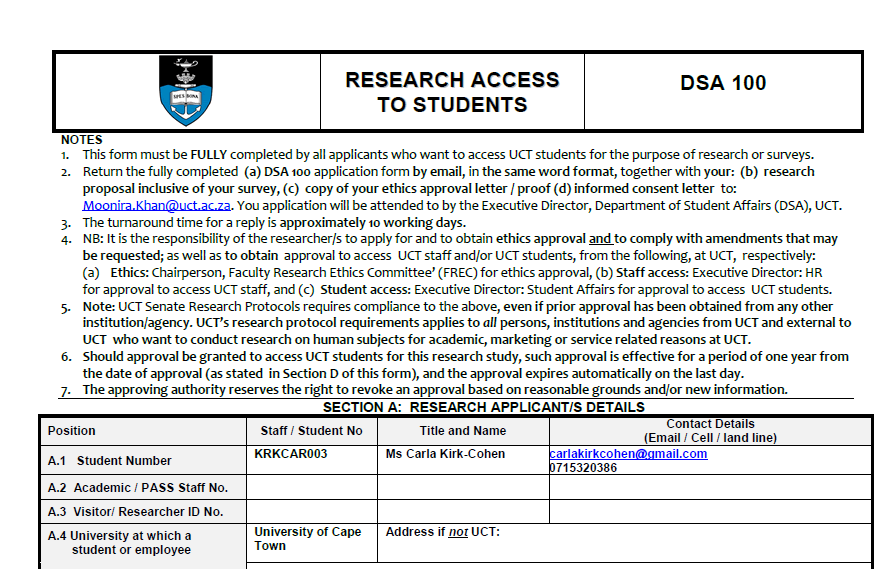 SPES BONA
RESEARCH ACCESS
TO STUDENTS
DSA 100
NOTES
1. This form must be FULLY completed by all applicants who want to access UCT students for the purpose of research or surveys.
2. Return the fully completed (a) DSA 100 application form by email, in the same word format, together with your: (b) research
proposal inclusive of your survey, (c) copy of your ethics approval letter / proof (d) informed consent letter to:
Moonira.Khan@uct.ac.za. You application will be attended to by the Executive Director, Department of Student Affairs (DSA), UCT.
3. The turnaround time for a reply is approximately 10 working days.
4. NB: It is the responsibility of the researcher/s to apply for and to obtain ethics approval and to comply with amendments that may
be requested; as well as to obtain approval to access UCT staff and/or UCT students, from the following, at UCT, respectively:
(a) Ethics: Chairperson, Faculty Research Ethics Committee' (FREC) for ethics approval, (b) Staff access: Executive Director: HR
for approval to access UCT staff, and (c) Student access: Executive Director: Student Affairs for approval to access UCT students.
5. Note: UCT Senate Research Protocols requires compliance to the above, even if prior approval has been obtained from any other
institution/agency. UCT's research protocol requirements applies to all persons, institutions and agencies from UCT and external to
UCT who want to conduct research on human subjects for academic, marketing or service related reasons at UCT.
6. Should approval be granted to access UCT students for this research study, such approval is effective for a period of one year from
the date of approval (as stated in Section D of this form), and the approval expires automatically on the last day.
7. The approving authority reserves the right to revoke an approval based on reasonable grounds and/or new information.
SECTION A: RESEARCH APPLICANT/S DETAILS
Position
Staff / Student No
Title and Name
Contact Details
(Email / Cell / land line)
A.1 Student Number
KRKCAR003
Ms Carla Kirk-Cohen
carlakirkcohen@gmail.com
0715320386
A.2 Academic / PASS Staff No.
A.3 Visitor/ Researcher ID No.
A.4 University at which a
student or employee
University of Cape
Town
Address if not UCT: